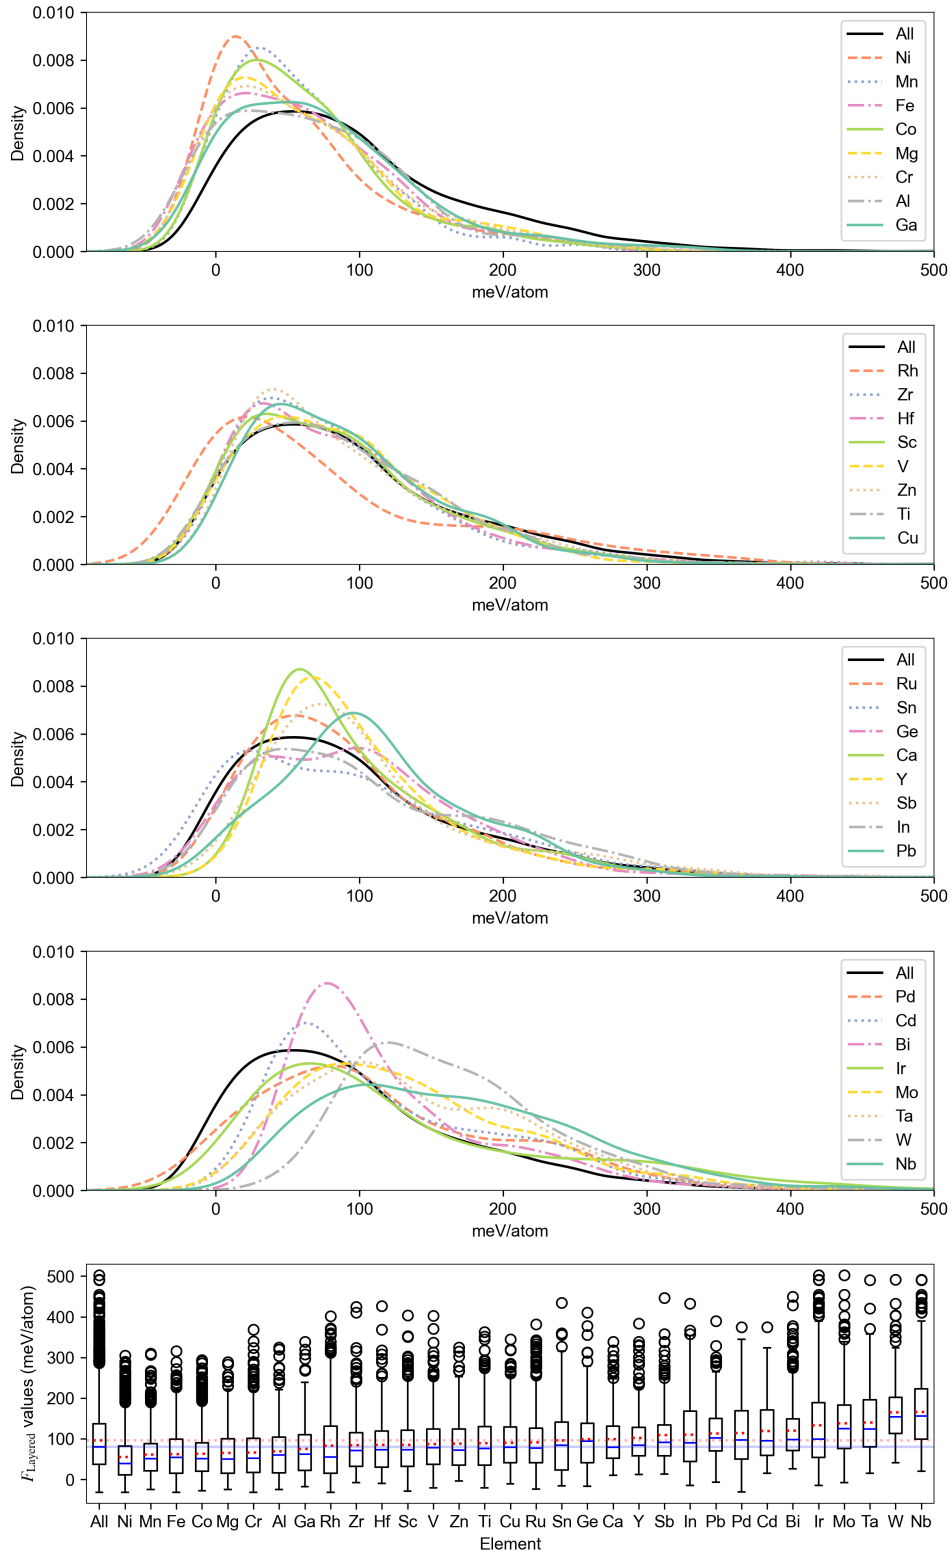 0.010
0.008
0.006
0.004
0.002
0.000
Density
0 100 200 300 400 500
meV/atom
All
Ni
Mn
Fe
Co
Mg
Cr
Al
Ga
0.010
0.008
0.006
0.004
0.002
0.000
Density
0 100 200 300 400 500
meV/atom
All
Rh
Zr
Hf
Sc
V
Zn
Ti
Cu
0.010
0.008
0.006
0.004
0.002
0.000
Density
0 100 200 300 400 500
meV/atom
All
Ru
Sn
Ge
Ca
Y
Sb
In
Pb
0.010
0.008
0.006
0.004
0.002
0.000
Density
0 100 200 300 400 500
meV/atom
All
Pd
Cd
Bi
Ir
Mo
Ta
W
Nb
500
400
300
200
100
0
F_Layered values (meV/atom)
All Ni Mn Fe Co Mg Cr Al Ga Rh Zr Hf Sc V Zn Ti Cu Ru Sn Ge Ca Y Sb In Pb Pd Cd Bi Ir Mo Ta W Nb
Element